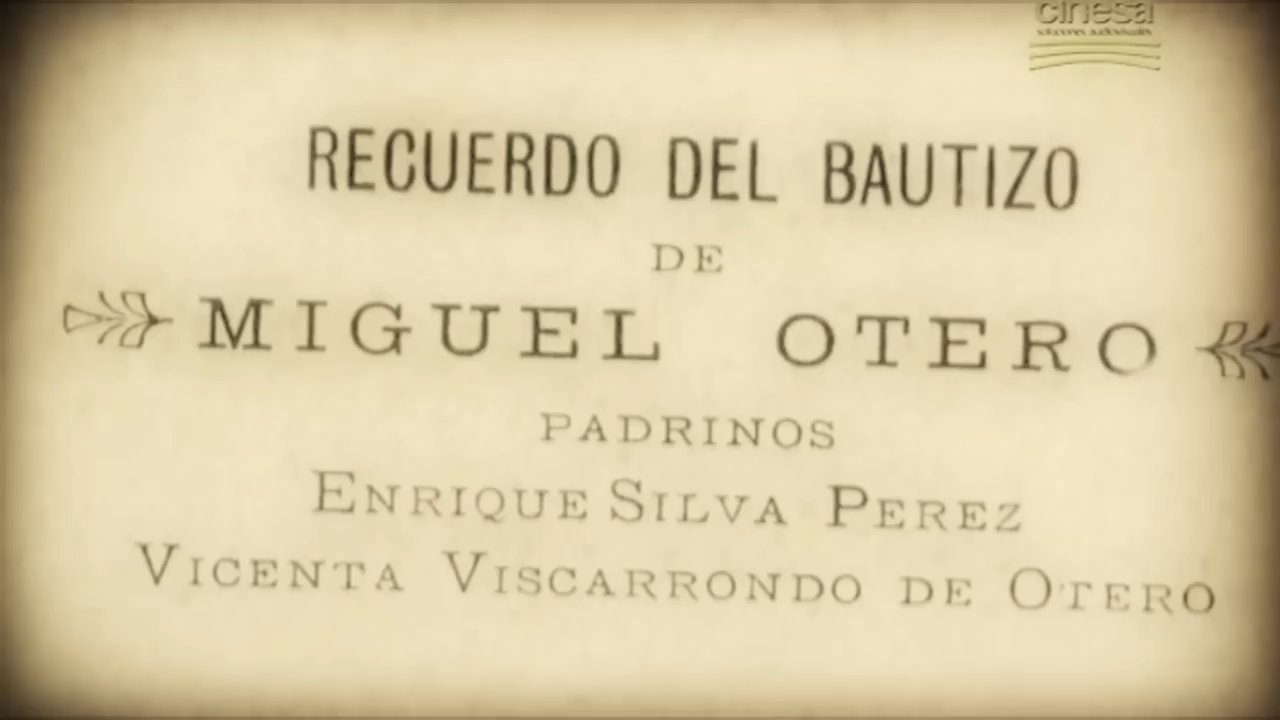 cinesa
RECUERDO DEL BAUTIZO
DE
MIGUEL OTERO
PADRINOS
ENRIQUE SILVA PEREZ
VICENTA VISCARRONDO DE OTERO